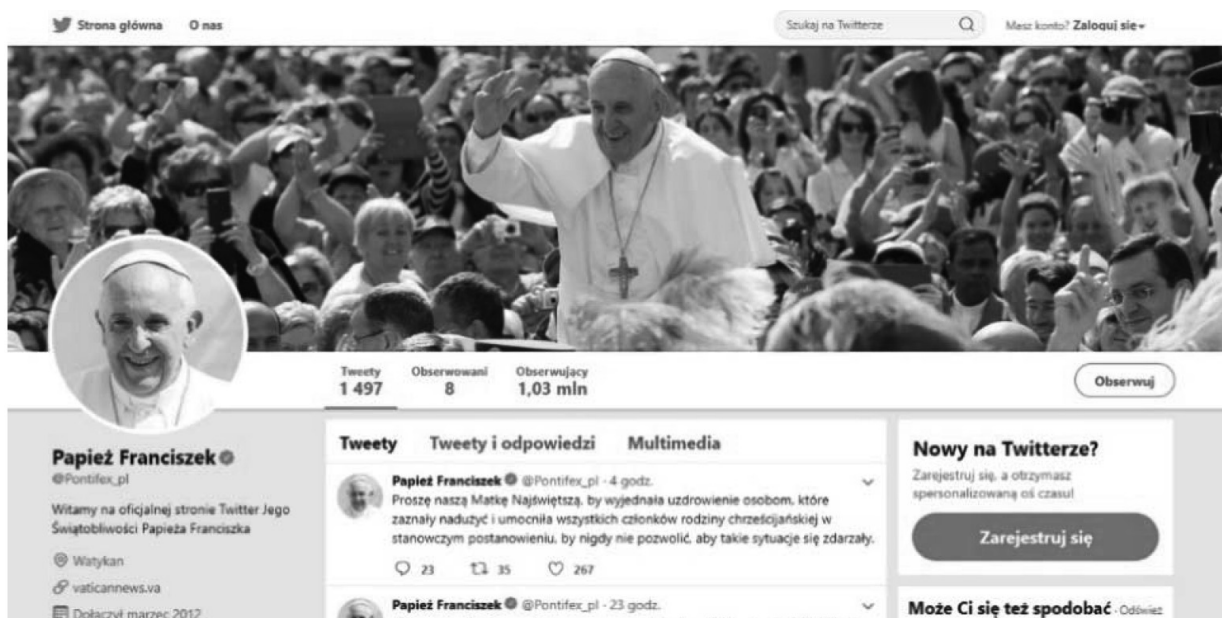 Strona główna O nas
Szukaj na Twitterze
Masz konto? Zaloguj się
Tweety Obserwowani Obserwujący
1 497 8 1,03 mln
Obserwuj
Papież Franciszek
@Pontifex_pl
Witamy na oficjalnej stronie Twitter Jego
Świątobliwości Papieża Franciszka
Watykan
vaticannews.va
Dołączył marzec 2012
Tweety Tweety i odpowiedzi Multimedia
Papież Franciszek @Pontifex_pl · 4 godz.
Proszę naszą Matkę Najświętszą, by wyjednała uzdrowienie osobom, które
zaznały nadużyć i umocniła wszystkich członków rodziny chrześcijańskiej w
stanowczym postanowieniu, by nigdy nie pozwolić, aby takie sytuacje się zdarzały.
23 35 267
Papież Franciszek @Pontifex_pl · 23 godz.
Nowy na Twitterze?
Zarejestruj się, a otrzymasz
spersonalizowaną oś czasu!
Zarejestruj się
Może Ci się też spodobać · Odśwież